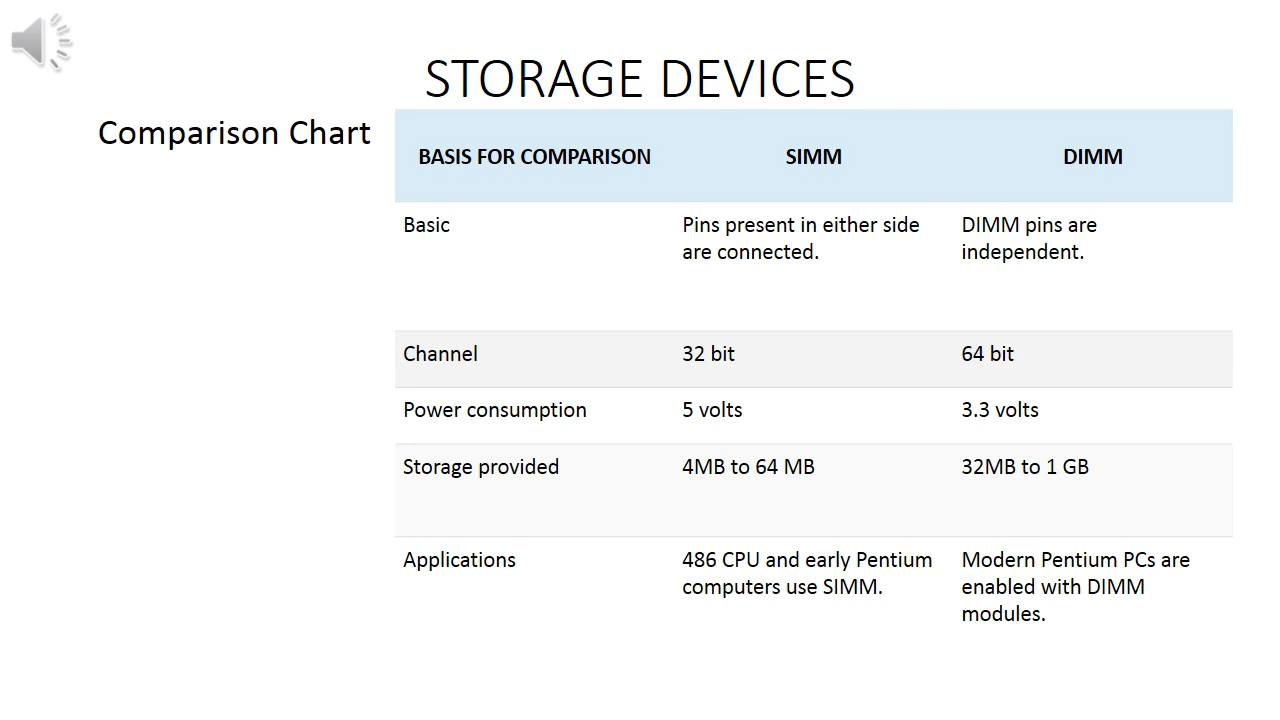 STORAGE DEVICES
Comparison Chart
BASIS FOR COMPARISON SIMM DIMM
Basic Pins present in either side DIMM pins are
are connected. independent.
Channel 32 bit 64 bit
Power consumption 5 volts 3.3 volts
Storage provided 4MB to 64 MB 32MB to 1 GB
Applications 486 CPU and early Pentium Modern Pentium PCs are
computers use SIMM. enabled with DIMM
modules.